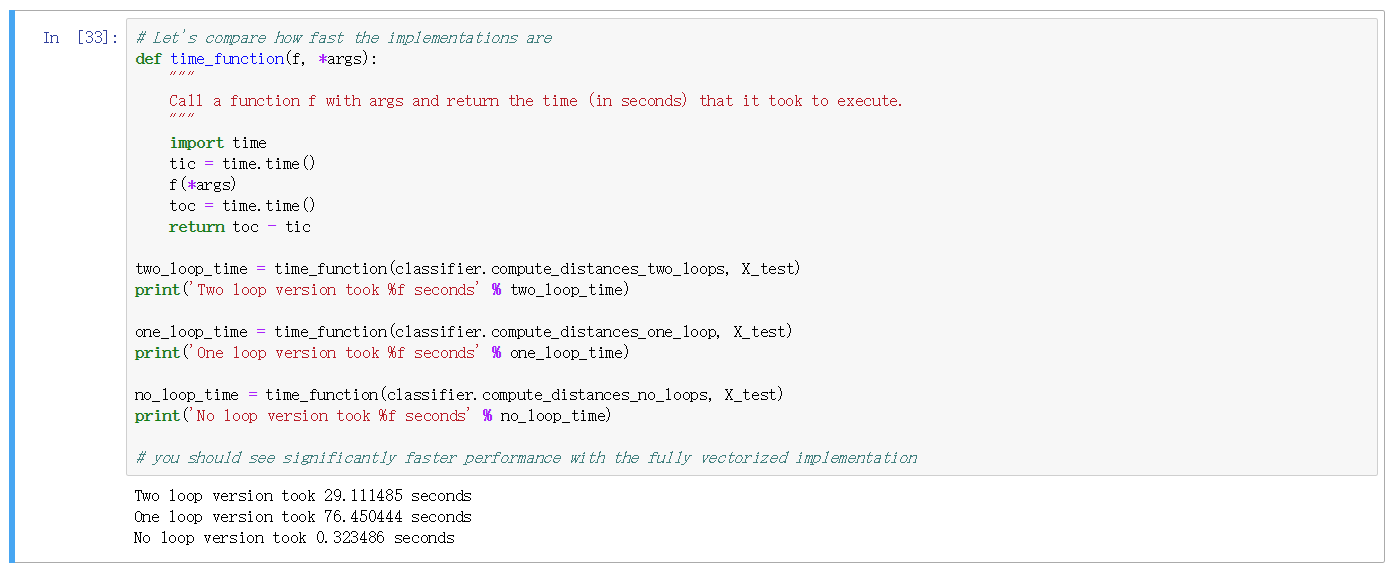 In [33]:
# Let's compare how fast the implementations are
def time_function(f, *args):
    """
    Call a function f with args and return the time (in seconds) that it took to execute.
    """
    import time
    tic = time.time()
    f(*args)
    toc = time.time()
    return toc - tic

two_loop_time = time_function(classifier.compute_distances_two_loops, X_test)
print('Two loop version took %f seconds' % two_loop_time)

one_loop_time = time_function(classifier.compute_distances_one_loop, X_test)
print('One loop version took %f seconds' % one_loop_time)

no_loop_time = time_function(classifier.compute_distances_no_loops, X_test)
print('No loop version took %f seconds' % no_loop_time)

# you should see significantly faster performance with the fully vectorized implementation
Two loop version took 29.111485 seconds
One loop version took 76.450444 seconds
No loop version took 0.323486 seconds